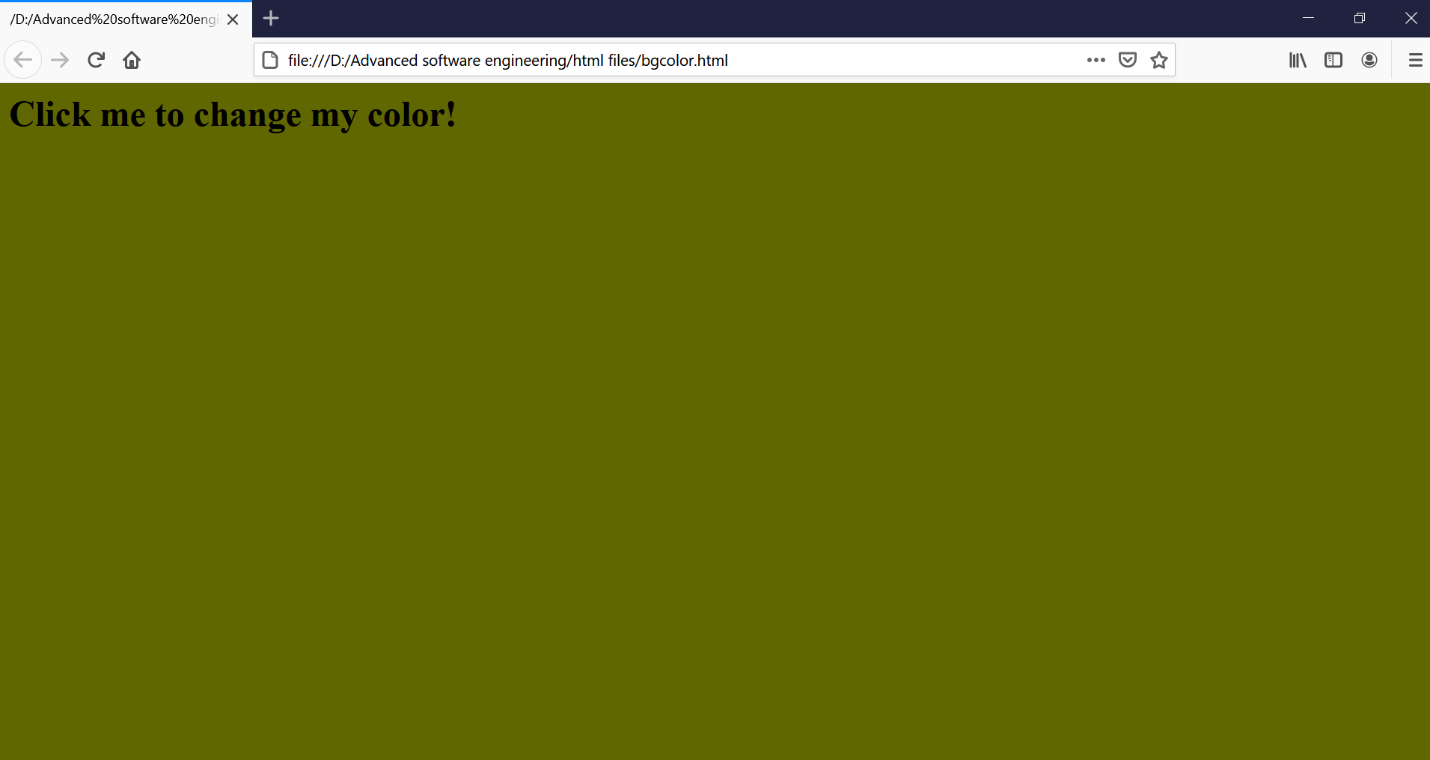 /D:/Advanced%20software%20engi
file:///D:/Advanced software engineering/html files/bgcolor.html
Click me to change my color!